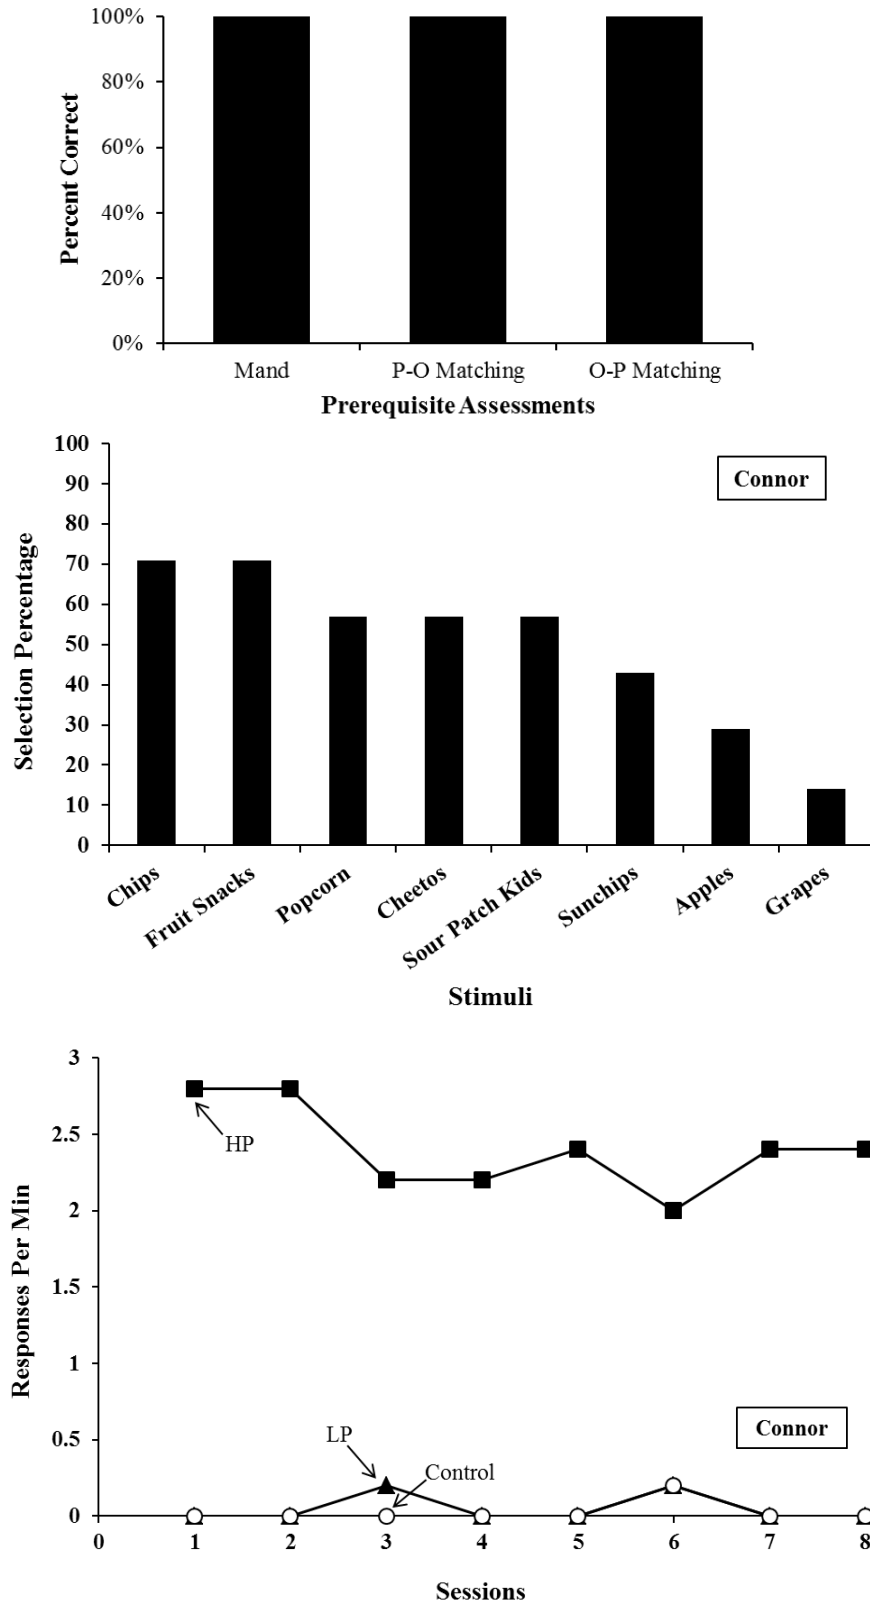 100%
80%
60%
40%
20%
0%
Percent Correct
Mand P-O Matching O-P Matching
Prerequisite Assessments
100
90
80
70
60
50
40
30
20
10
0
Selection Percentage
Connor
Chips Fruit Snacks Popcorn Cheetos Sour Patch Kids Sunchips Apples Grapes
Stimuli
3
2.5
2
1.5
1
0.5
0
Responses Per Min
HP
LP
Control
Connor
0 1 2 3 4 5 6 7 8
Sessions